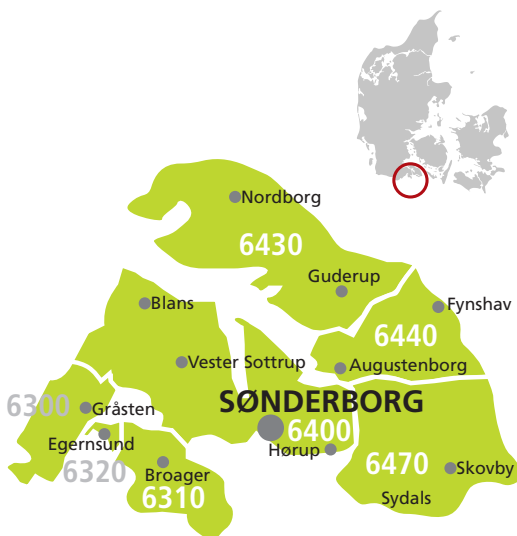 Nordborg
6430
Guderup
Blans
Fynshav
6440
Vester Sottrup
Augustenborg
SØNDERBORG
6300
Gråsten
6400
Egernsund
Hørup
6320
Broager
6470
Skovby
6310
Sydals